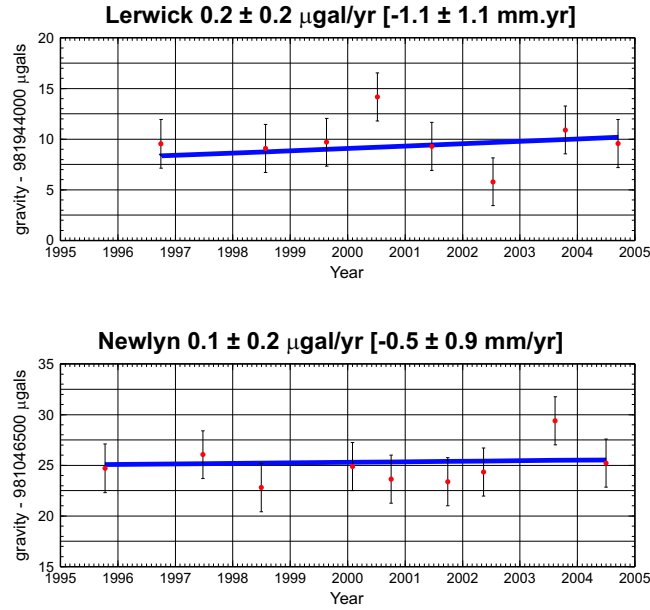 Lerwick 0.2 ± 0.2 μgal/yr [-1.1 ± 1.1 mm.yr]
20
15
10
5
0
gravity - 981944000 μgals
1995 1996 1997 1998 1999 2000 2001 2002 2003 2004 2005
Year
Newlyn 0.1 ± 0.2 μgal/yr [-0.5 ± 0.9 mm/yr]
35
30
25
20
15
gravity - 981046500 μgals
1995 1996 1997 1998 1999 2000 2001 2002 2003 2004 2005
Year